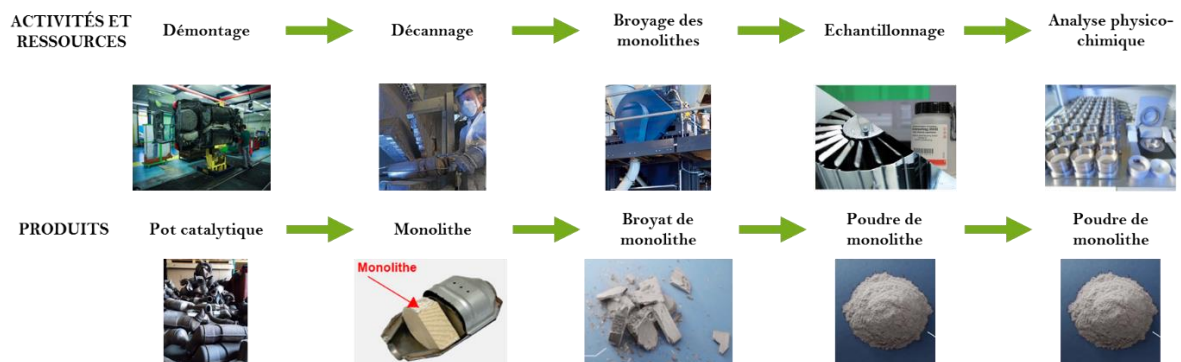 ACTIVITÉS ET
RESSOURCES
Démontage
Décannage
Broyage des
monolithes
Echantillonnage
Analyse physico-
chimique
PRODUITS
Pot catalytique
Monolithe
Broyat de
monolithe
Poudre de
monolithe
Poudre de
monolithe
Monolithe